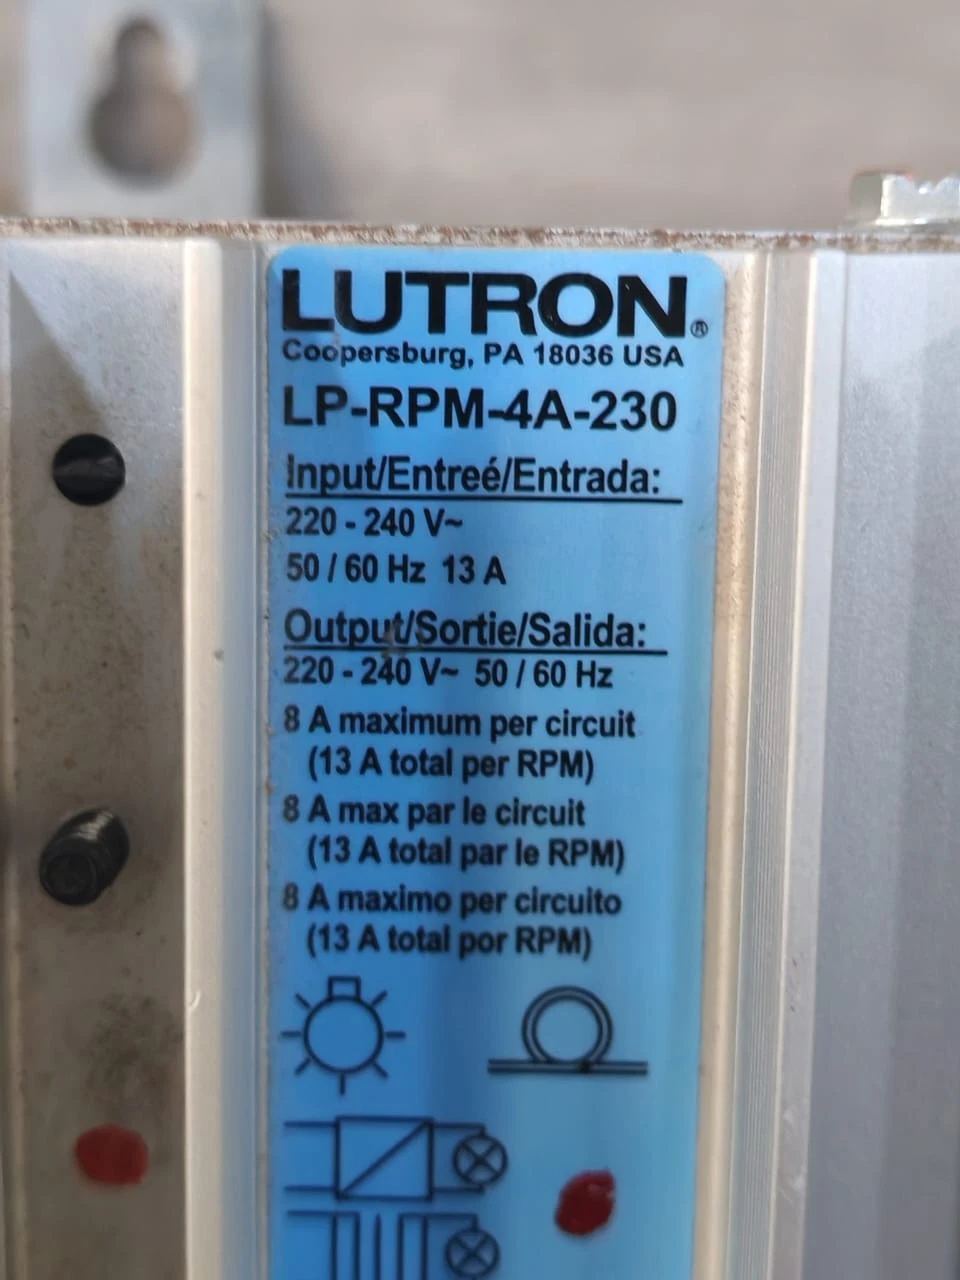 LUTRON®
Coopersburg, PA 18036 USA
LP-RPM-4A-230
Input/Entreé/Entrada:
220 - 240 V~
50 / 60 Hz 13 A
Output/Sortie/Salida:
220 - 240 V~ 50 / 60 Hz
8 A maximum per circuit
(13 A total per RPM)
8 A max par le circuit
(13 A total par le RPM)
8 A maximo per circuito
(13 A total por RPM)